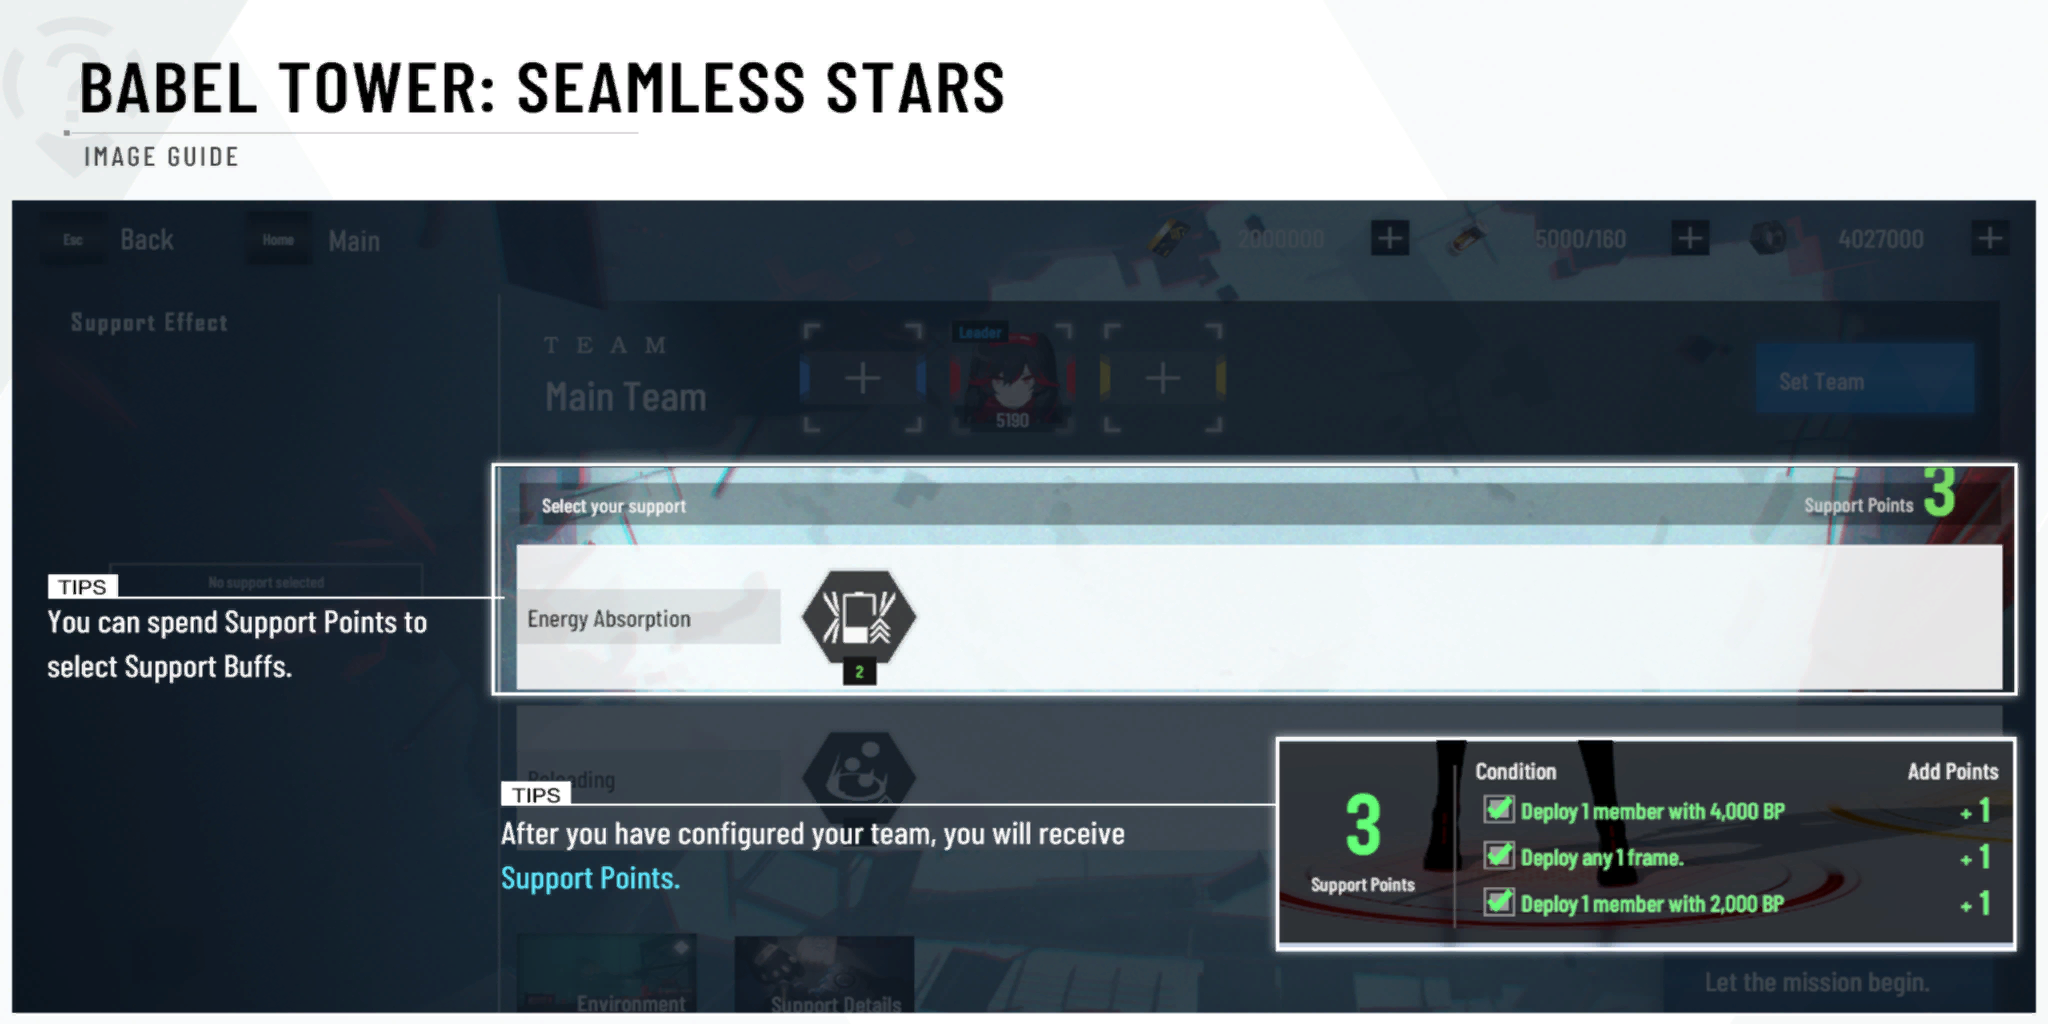 BABEL TOWER: SEAMLESS STARS
IMAGE GUIDE
Esc Back Home Main 2000000 5000/160 4027000
Support Effect
Leader
TEAM
Main Team
5190
Set Team
Select your support
Support Points 3
No support selected
TIPS
You can spend Support Points to
select Support Buffs.
Energy Absorption
2
Reloading
TIPS
After you have configured your team, you will receive
Support Points.
3
Support Points
Condition Add Points
Deploy 1 member with 4,000 BP +1
Deploy any 1 frame. +1
Deploy 1 member with 2,000 BP +1
Environment
Support Details
Let the mission begin.